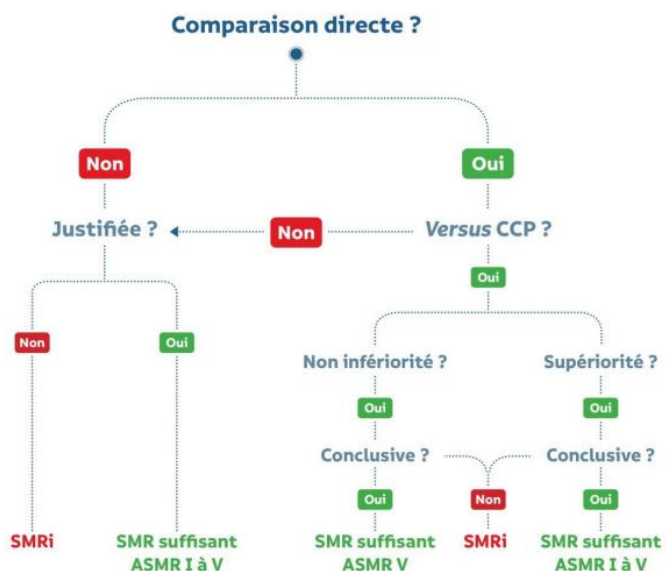 Comparaison directe ?
Non
Oui
Justifiée ?
Non
Versus CCP ?
Oui
Non
Oui
Non infériorité ?
Supériorité ?
Oui
Oui
Conclusive ?
Conclusive ?
Oui
Non
Oui
SMRi
SMR suffisant
ASMR I à V
SMR suffisant
ASMR V
SMRi
SMR suffisant
ASMR I à V